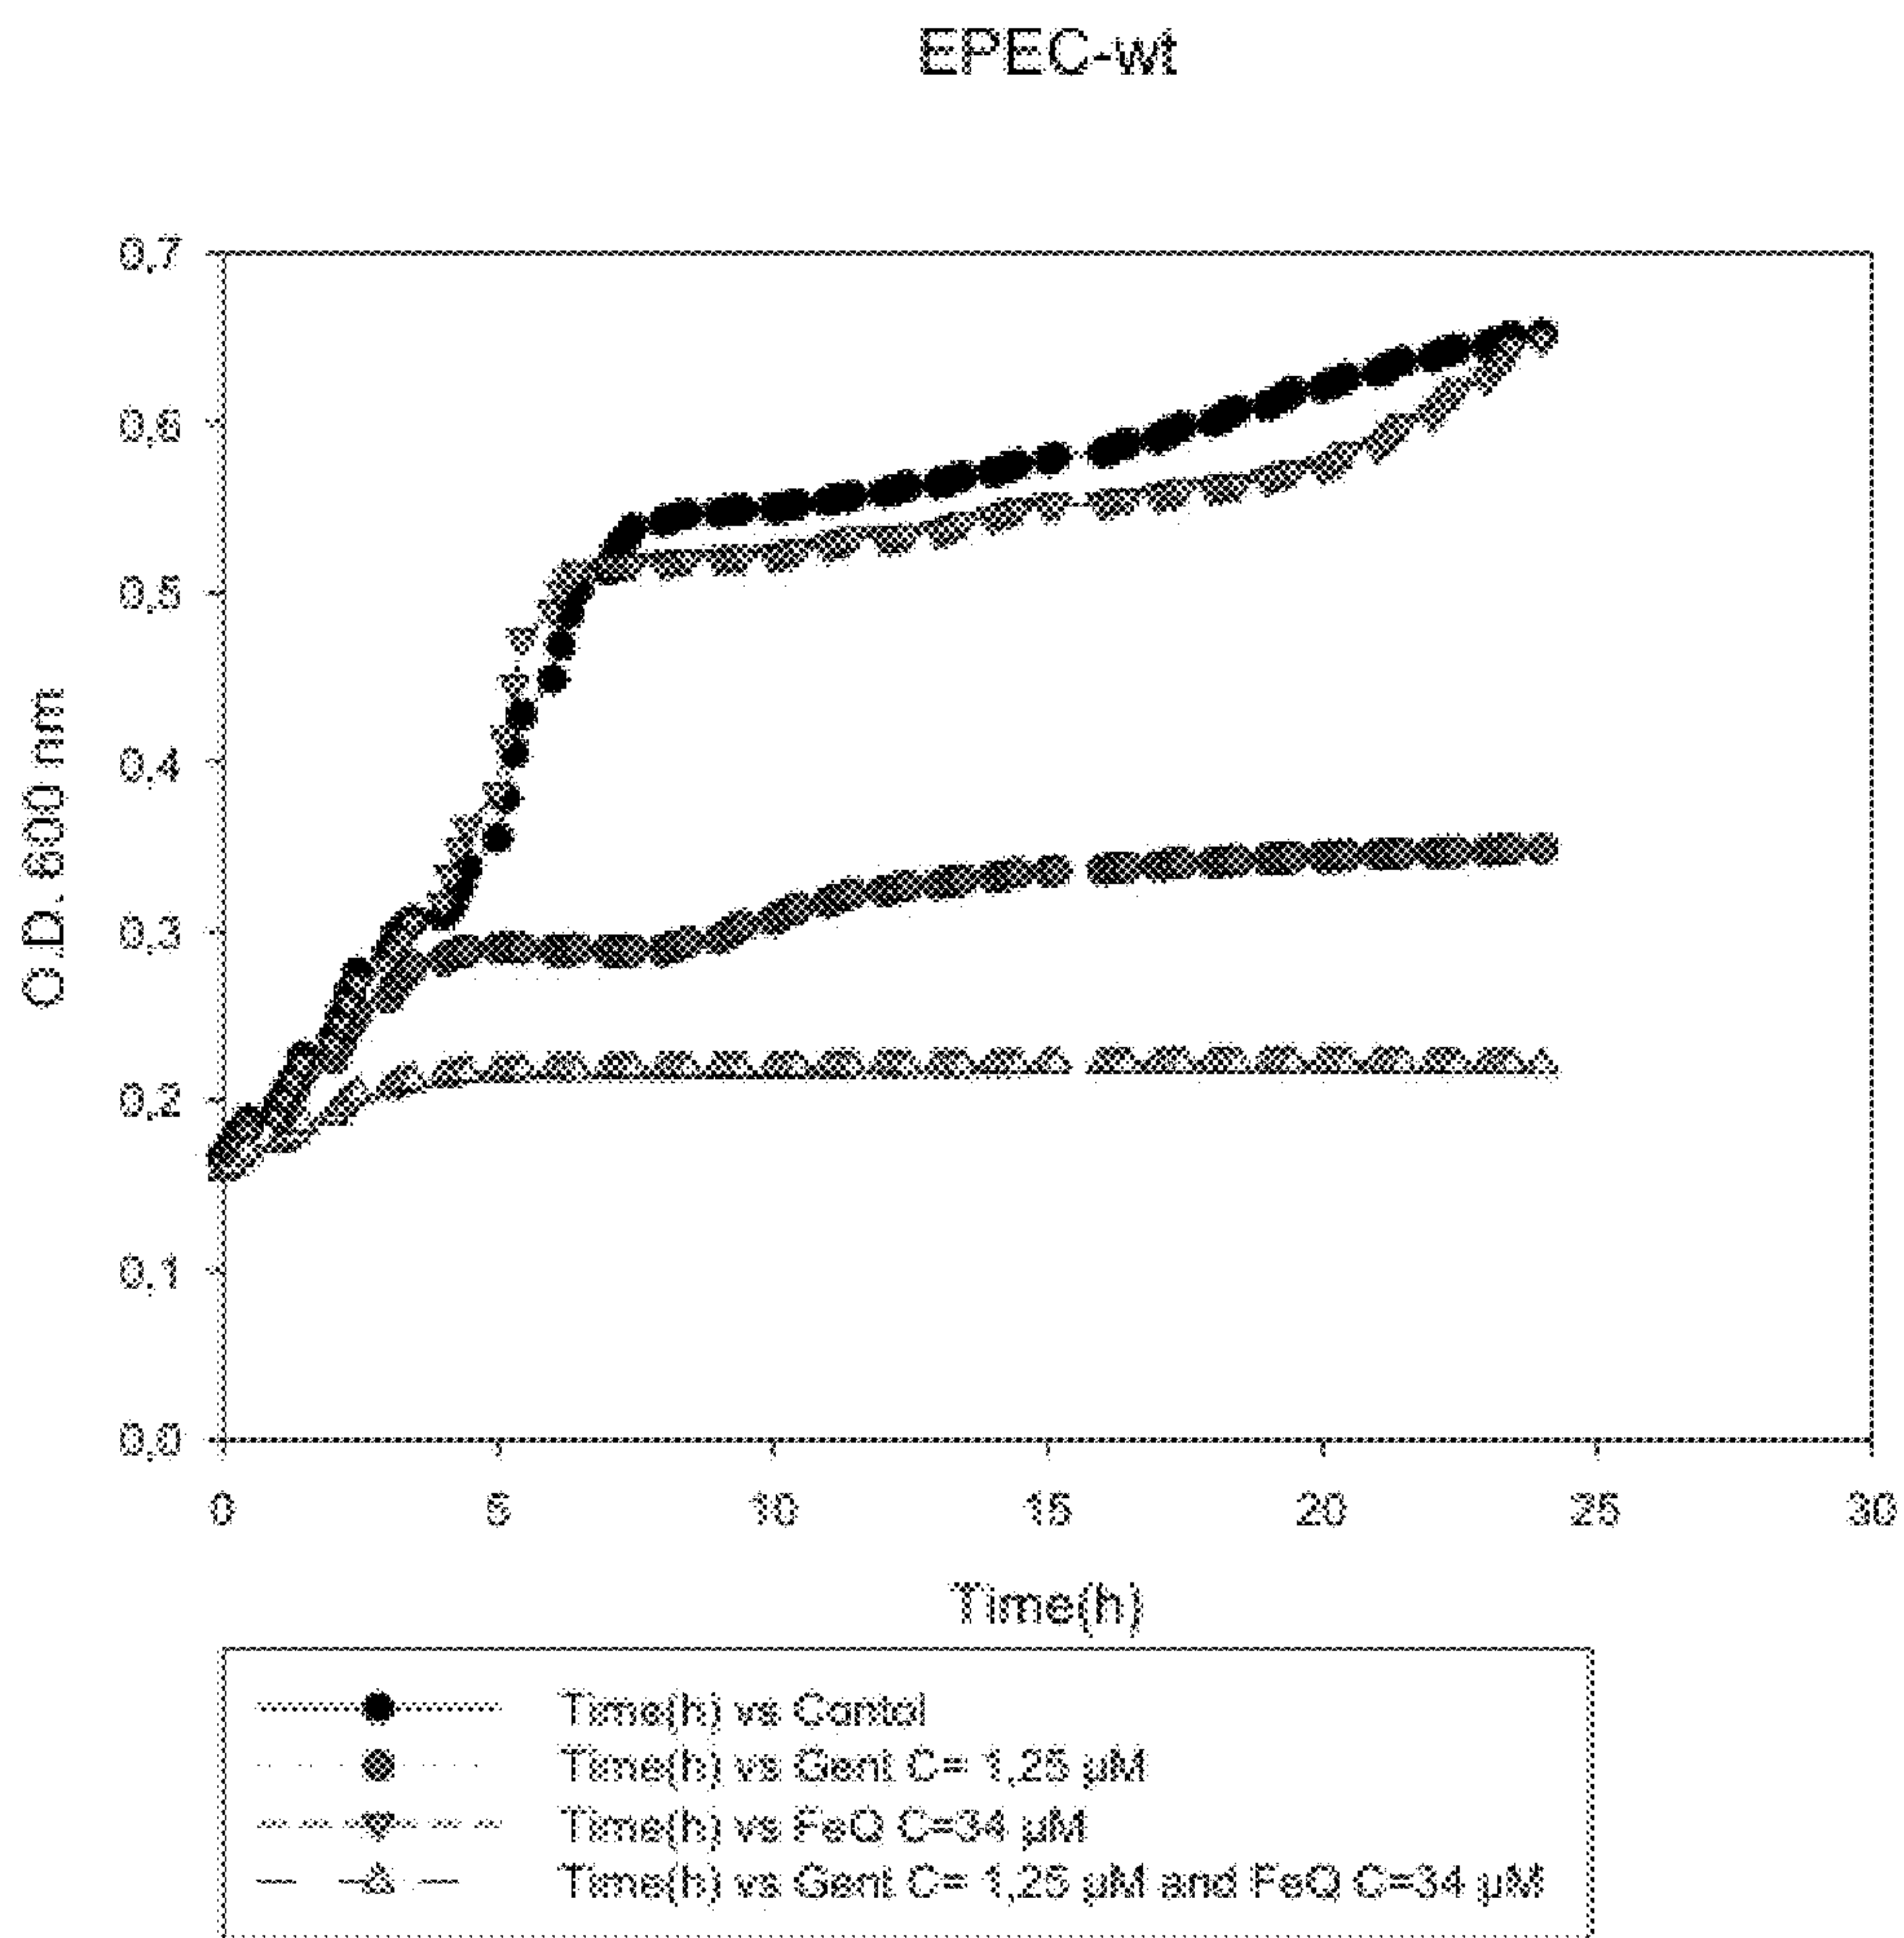 EPEC-wt
0,7
0,6
0,5
0,4
0,3
0,2
0,1
0,0
O.D. 600 nm
0 5 10 15 20 25 30
Time(h)
Time(h) vs Contol
Time(h) vs Gent C= 1,25 µM
Time(h) vs FeQ C=34 µM
Time(h) vs Gent C= 1,25 µM and FeQ C=34 µM